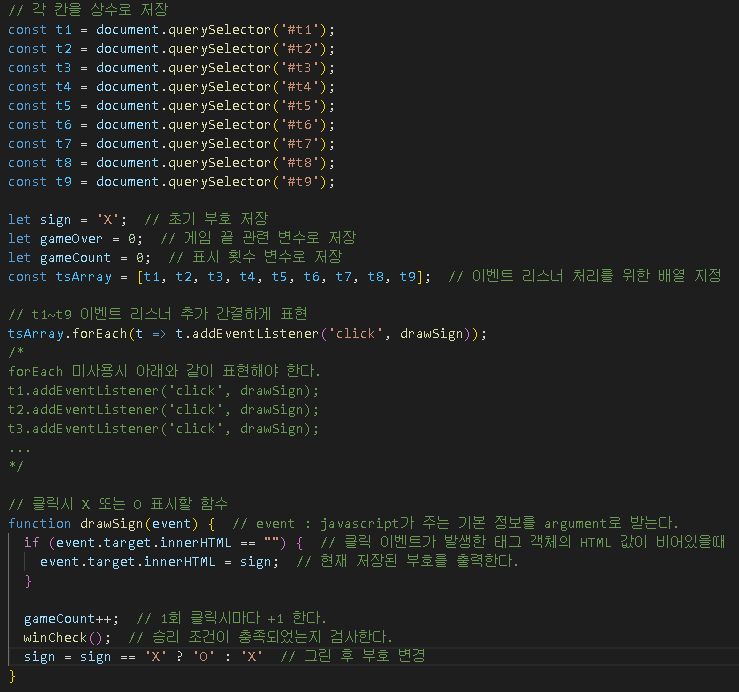 // 각 칸을 상수로 저장
const t1 = document.querySelector('#t1');
const t2 = document.querySelector('#t2');
const t3 = document.querySelector('#t3');
const t4 = document.querySelector('#t4');
const t5 = document.querySelector('#t5');
const t6 = document.querySelector('#t6');
const t7 = document.querySelector('#t7');
const t8 = document.querySelector('#t8');
const t9 = document.querySelector('#t9');
let sign = 'X';  // 초기 부호 저장
let gameOver = 0;  // 게임 끝 관련 변수로 저장
let gameCount = 0;  // 표시 횟수 변수로 저장
const tsArray = [t1, t2, t3, t4, t5, t6, t7, t8, t9];  // 이벤트 리스너 처리를 위한 배열 지정
// t1~t9 이벤트 리스너 추가 간결하게 표현
tsArray.forEach(t => t.addEventListener('click', drawSign));
/*
forEach 미사용시 아래와 같이 표현해야 한다.
t1.addEventListener('click', drawSign);
t2.addEventListener('click', drawSign);
t3.addEventListener('click', drawSign);
...
*/
// 클릭시 X 또는 O 표시할 함수
function drawSign(event) {  // event : javascript가 주는 기본 정보를 argument로 받는다.
  if (event.target.innerHTML == "") {  // 클릭 이벤트가 발생한 태그 객체의 HTML 값이 비어있을때
    event.target.innerHTML = sign;  // 현재 저장된 부호를 출력한다.
  }
  gameCount++;  // 1회 클릭시마다 +1 한다.
  winCheck();  // 승리 조건이 충족되었는지 검사한다.
  sign = sign == 'X' ? 'O' : 'X'  // 그린 후 부호 변경
}